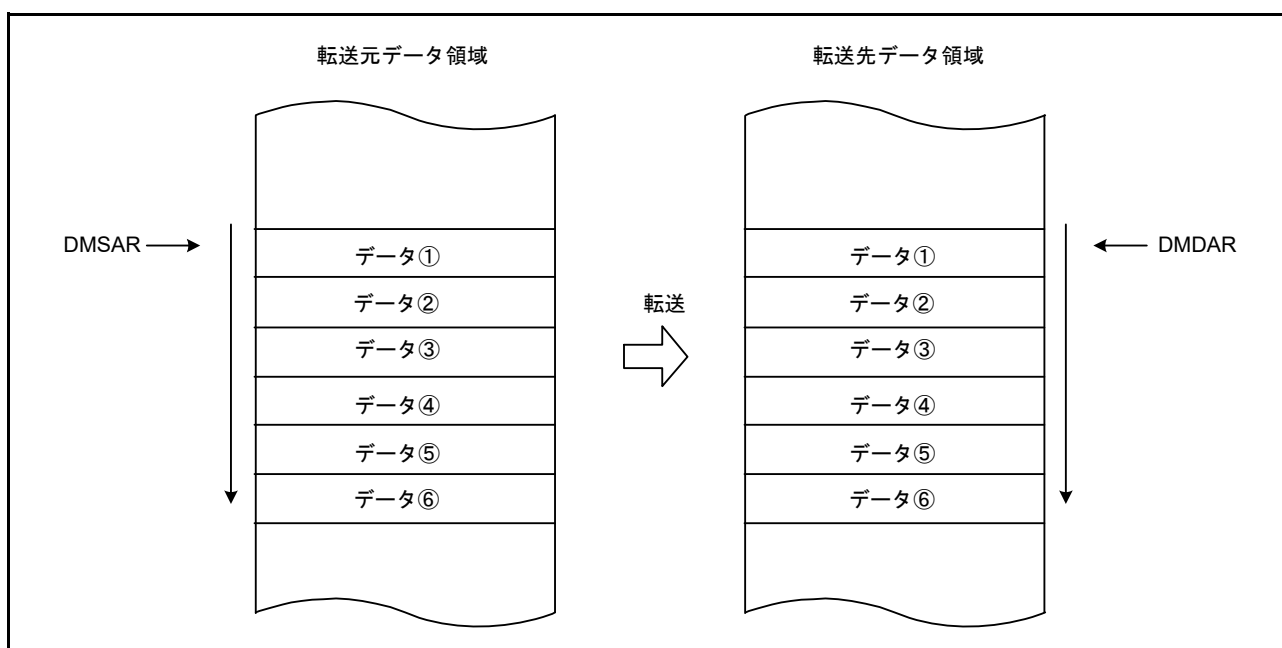 転送元データ領域
転送先データ領域
DMSAR
DMDAR
データ①
データ②
データ③
データ④
データ⑤
データ⑥
転送
データ①
データ②
データ③
データ④
データ⑤
データ⑥